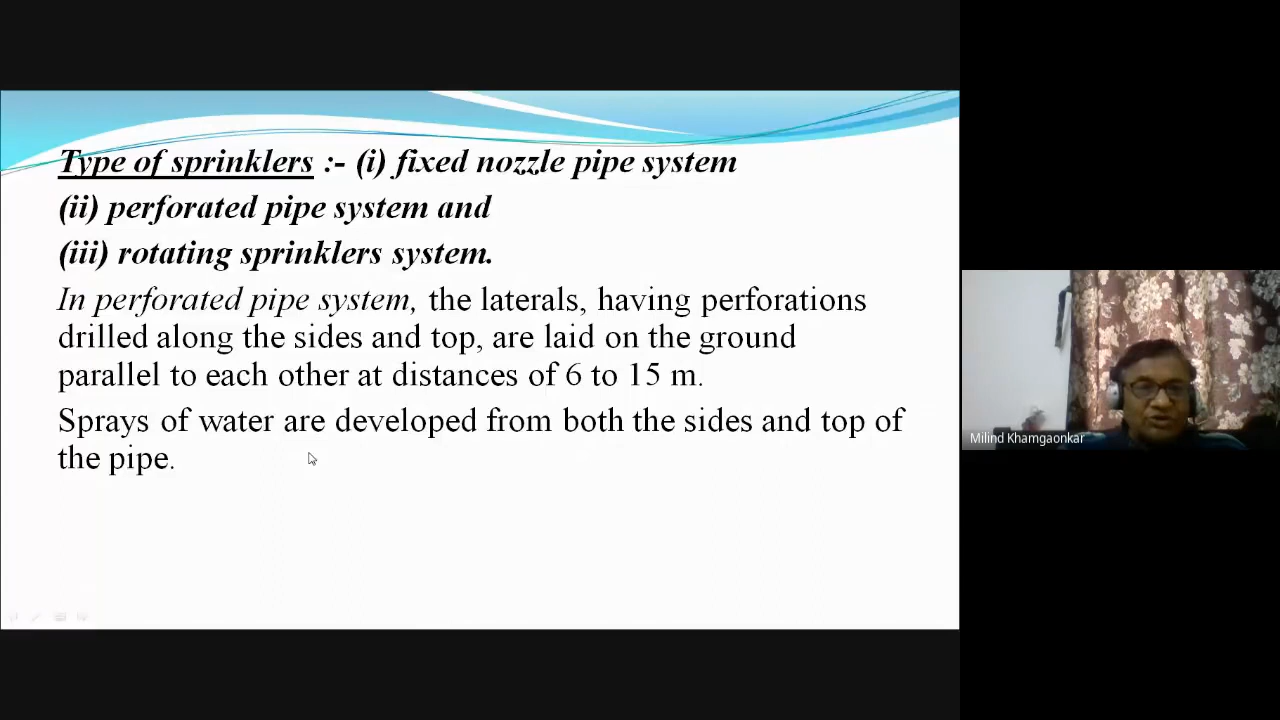 Type of sprinklers :- (i) fixed nozzle pipe system
(ii) perforated pipe system and
(iii) rotating sprinklers system.
In perforated pipe system, the laterals, having perforations
drilled along the sides and top, are laid on the ground
parallel to each other at distances of 6 to 15 m.
Sprays of water are developed from both the sides and top of
the pipe.
Milind Khamgaonkar